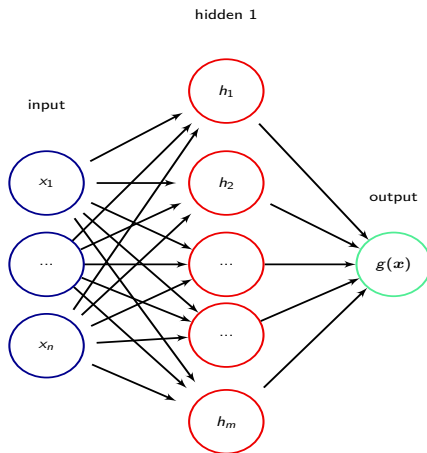 hidden 1
input
output
x₁
...
xₙ
h₁
h₂
...
...
hₘ
g(x)